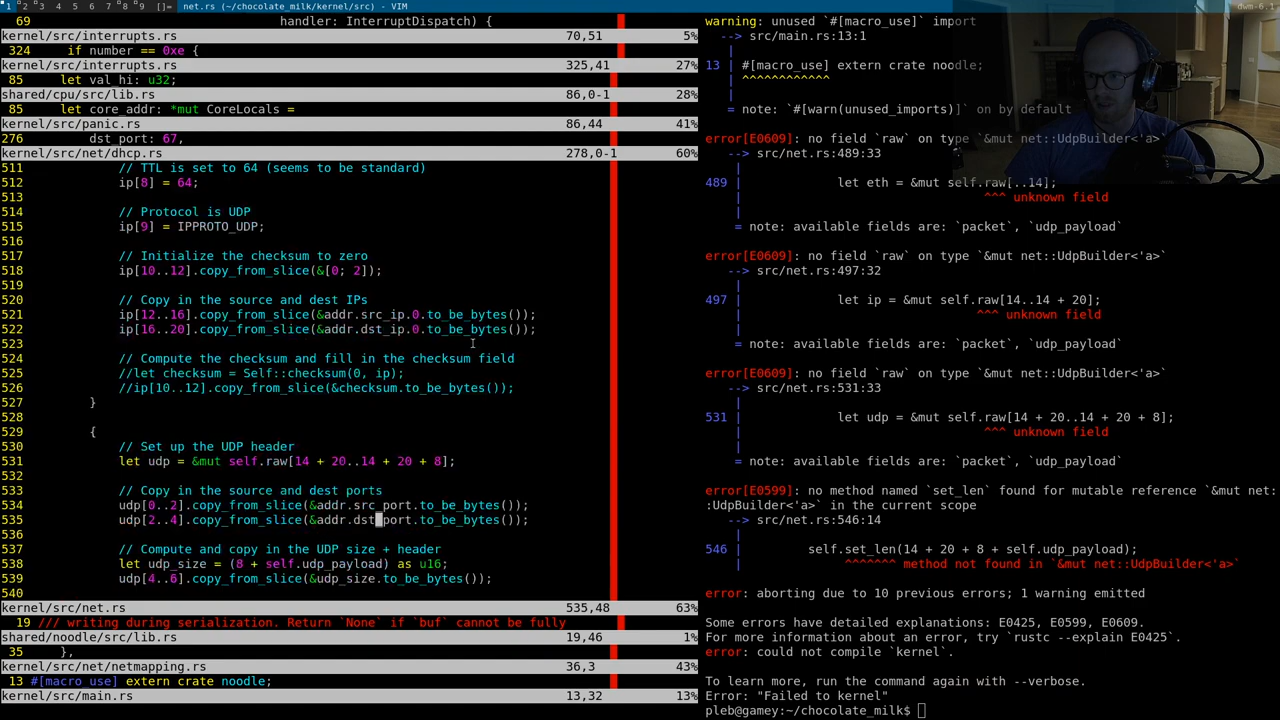 1 2 3 4 5 6 7 8 9 []= net.rs (~/chocolate_milk/kernel/src) - VIM dwm-6.1
69 handler: InterruptDispatch) {
kernel/src/interrupts.rs 70,51 5%
324 if number == 0xe {
kernel/src/interrupts.rs 325,41 27%
85 let val_hi: u32;
shared/cpu/src/lib.rs 86,0-1 28%
85 let core_addr: *mut CoreLocals =
kernel/src/panic.rs 86,44 41%
276 dst_port: 67,
kernel/src/net/dhcp.rs 278,0-1 60%
511 // TTL is set to 64 (seems to be standard)
512 ip[8] = 64;
513
514 // Protocol is UDP
515 ip[9] = IPPROTO_UDP;
516
517 // Initialize the checksum to zero
518 ip[10..12].copy_from_slice(&[0; 2]);
519
520 // Copy in the source and dest IPs
521 ip[12..16].copy_from_slice(&addr.src_ip.0.to_be_bytes());
522 ip[16..20].copy_from_slice(&addr.dst_ip.0.to_be_bytes());
523
524 // Compute the checksum and fill in the checksum field
525 //let checksum = Self::checksum(0, ip);
526 //ip[10..12].copy_from_slice(&checksum.to_be_bytes());
527 }
528
529 {
530 // Set up the UDP header
531 let udp = &mut self.raw[14 + 20..14 + 20 + 8];
532
533 // Copy in the source and dest ports
534 udp[0..2].copy_from_slice(&addr.src_port.to_be_bytes());
535 udp[2..4].copy_from_slice(&addr.dst_port.to_be_bytes());
536
537 // Compute and copy in the UDP size + header
538 let udp_size = (8 + self.udp_payload) as u16;
539 udp[4..6].copy_from_slice(&udp_size.to_be_bytes());
540
kernel/src/net.rs 535,48 63%
19 /// writing during serialization. Return `None` if `buf` cannot be fully
shared/noodle/src/lib.rs 19,46 1%
35 },
kernel/src/net/netmapping.rs 36,3 43%
13 #[macro_use] extern crate noodle;
kernel/src/main.rs 13,32 13%
warning: unused `#[macro_use]` import
--> src/main.rs:13:1
|
13 | #[macro_use] extern crate noodle;
| ^^^^^^^^^^^^
|
= note: `#[warn(unused_imports)]` on by default
error[E0609]: no field `raw` on type `&mut net::UdpBuilder<'a>`
--> src/net.rs:489:33
|
489 | let eth = &mut self.raw[..14];
| ^^^ unknown field
|
= note: available fields are: `packet`, `udp_payload`
error[E0609]: no field `raw` on type `&mut net::UdpBuilder<'a>`
--> src/net.rs:497:32
|
497 | let ip = &mut self.raw[14..14 + 20];
| ^^^ unknown field
|
= note: available fields are: `packet`, `udp_payload`
error[E0609]: no field `raw` on type `&mut net::UdpBuilder<'a>`
--> src/net.rs:531:33
|
531 | let udp = &mut self.raw[14 + 20..14 + 20 + 8];
| ^^^ unknown field
|
= note: available fields are: `packet`, `udp_payload`
error[E0599]: no method named `set_len` found for mutable reference `&mut net:
:UdpBuilder<'a>` in the current scope
--> src/net.rs:546:14
|
546 | self.set_len(14 + 20 + 8 + self.udp_payload);
| ^^^^^^^ method not found in `&mut net::UdpBuilder<'a>`
error: aborting due to 10 previous errors; 1 warning emitted
Some errors have detailed explanations: E0425, E0599, E0609.
For more information about an error, try `rustc --explain E0425`.
error: could not compile `kernel`.
To learn more, run the command again with --verbose.
Error: "Failed to kernel"
pleb@gamey:~/chocolate_milk$